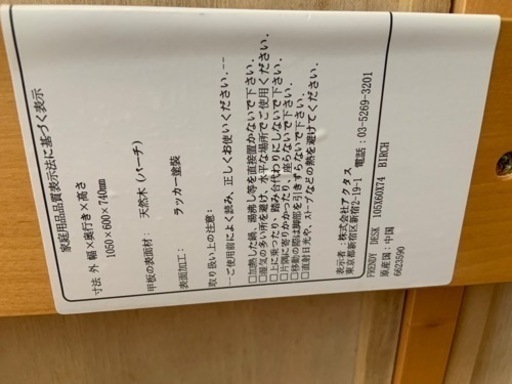 家庭用品品質表示法に基づく表示
寸法 外 幅×奥行き×高さ
1050×600×740mm
甲板の表面材: 天然木(バーチ)
表面加工: ラッカー塗装
取り扱い上の注意:
--ご使用前によく読み、正しくお使いください。--
□加熱した鍋、湯沸し等を直接置かないで下さい。
□湿気の多い所を避け、水平な場所でご使用ください。
□上に乗ったり、踏み台代わりにしないで下さい。
□片隅に寄りかかったり、座らないで下さい。
□移動の際は脚部を引きずらないで下さい。
□直射日光や、ストーブなどの熱を避けてください。
表示者:株式会社アクタス
東京都新宿区新宿2-19-1 電話:03-5269-3201
FRENDY DESK 105X60X74 BIRCH
原産国:中国
6623590